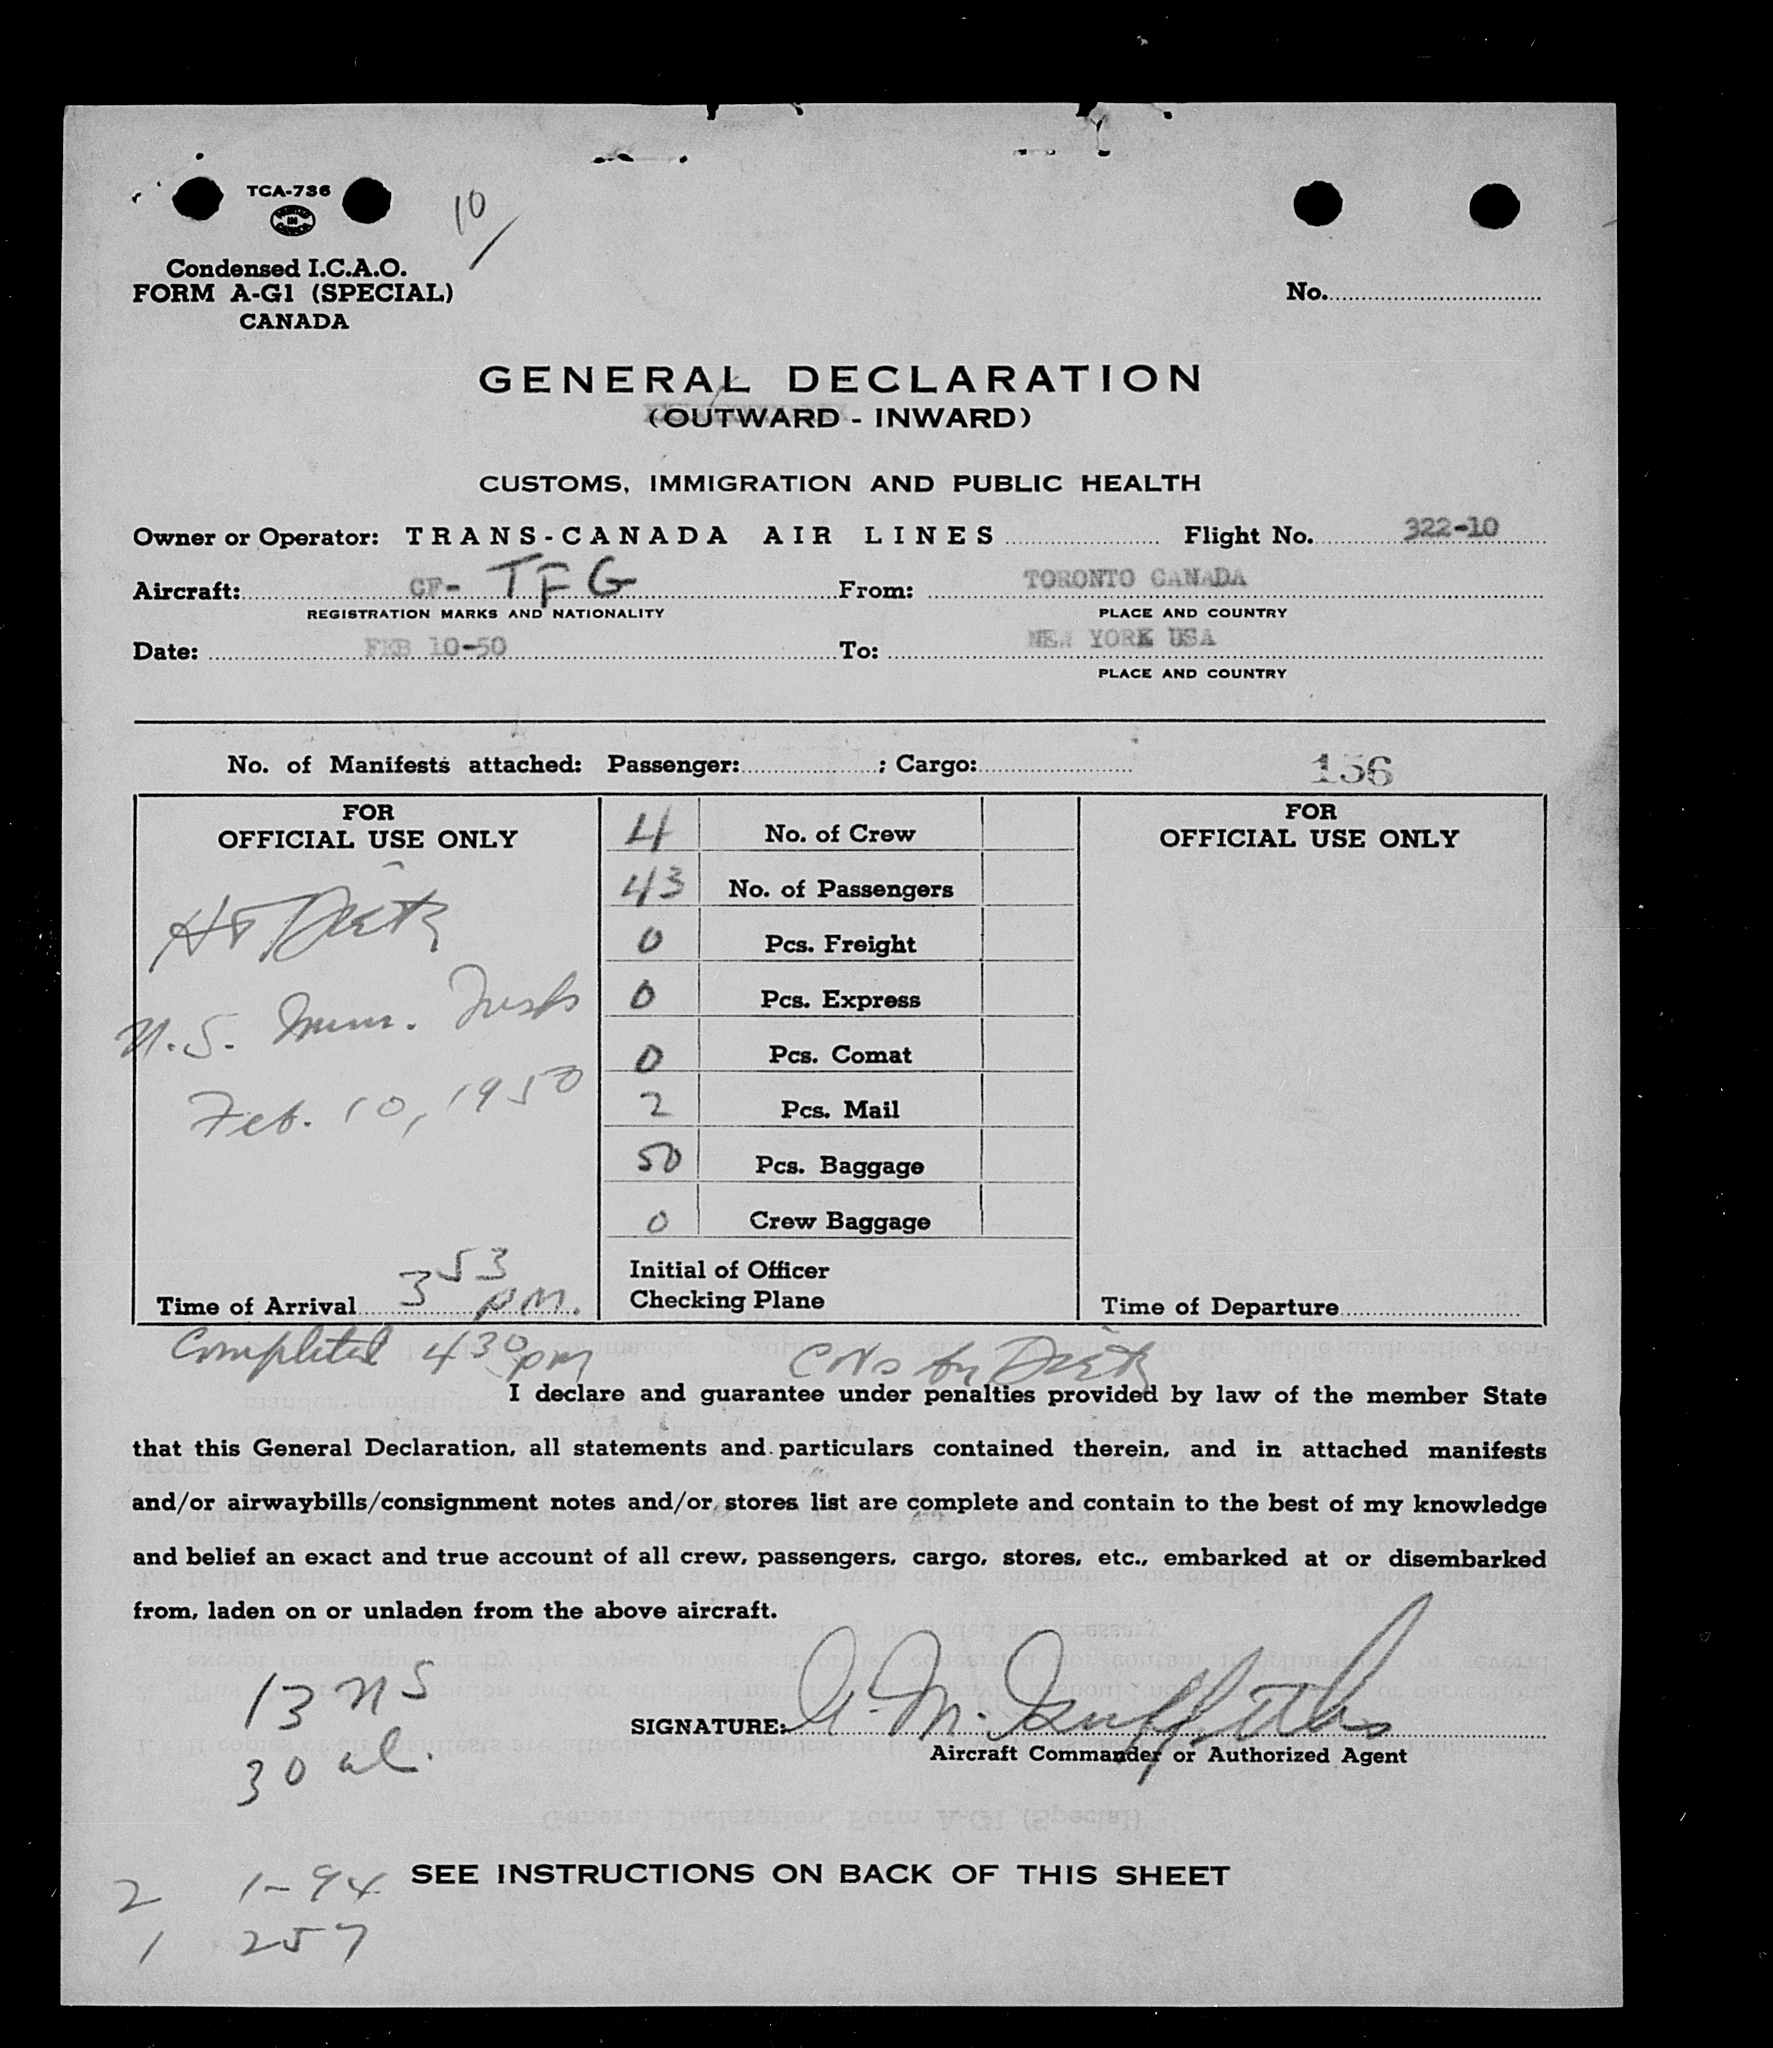 TCA-736
10/
Condensed I.C.A.O.
FORM A-G1 (SPECIAL)
CANADA
No.
GENERAL DECLARATION
(OUTWARD - INWARD)
CUSTOMS, IMMIGRATION AND PUBLIC HEALTH
Owner or Operator: TRANS-CANADA AIR LINES Flight No. 322-10
Aircraft: CF- TFG From: TORONTO CANADA
REGISTRATION MARKS AND NATIONALITY PLACE AND COUNTRY
Date: FEB 10-50 To: NEW YORK USA
PLACE AND COUNTRY
No. of Manifests attached: Passenger: ; Cargo: 156
FOR
OFFICIAL USE ONLY
Dietz
U.S. Imm. Insp
Feb. 10, 1950
Time of Arrival 3 53 pm.
4 No. of Crew
43 No. of Passengers
0 Pcs. Freight
0 Pcs. Express
0 Pcs. Comat
2 Pcs. Mail
50 Pcs. Baggage
0 Crew Baggage
Initial of Officer
Checking Plane
FOR
OFFICIAL USE ONLY
Time of Departure
Completed 4 30 pm by Dietz
I declare and guarantee under penalties provided by law of the member State
that this General Declaration, all statements and particulars contained therein, and in attached manifests
and/or airwaybills/consignment notes and/or stores list are complete and contain to the best of my knowledge
and belief an exact and true account of all crew, passengers, cargo, stores, etc., embarked at or disembarked
from, laden on or unladen from the above aircraft.
13 US
30 al.
SIGNATURE: Griffiths
Aircraft Commander or Authorized Agent
SEE INSTRUCTIONS ON BACK OF THIS SHEET
2 1-94
1 257